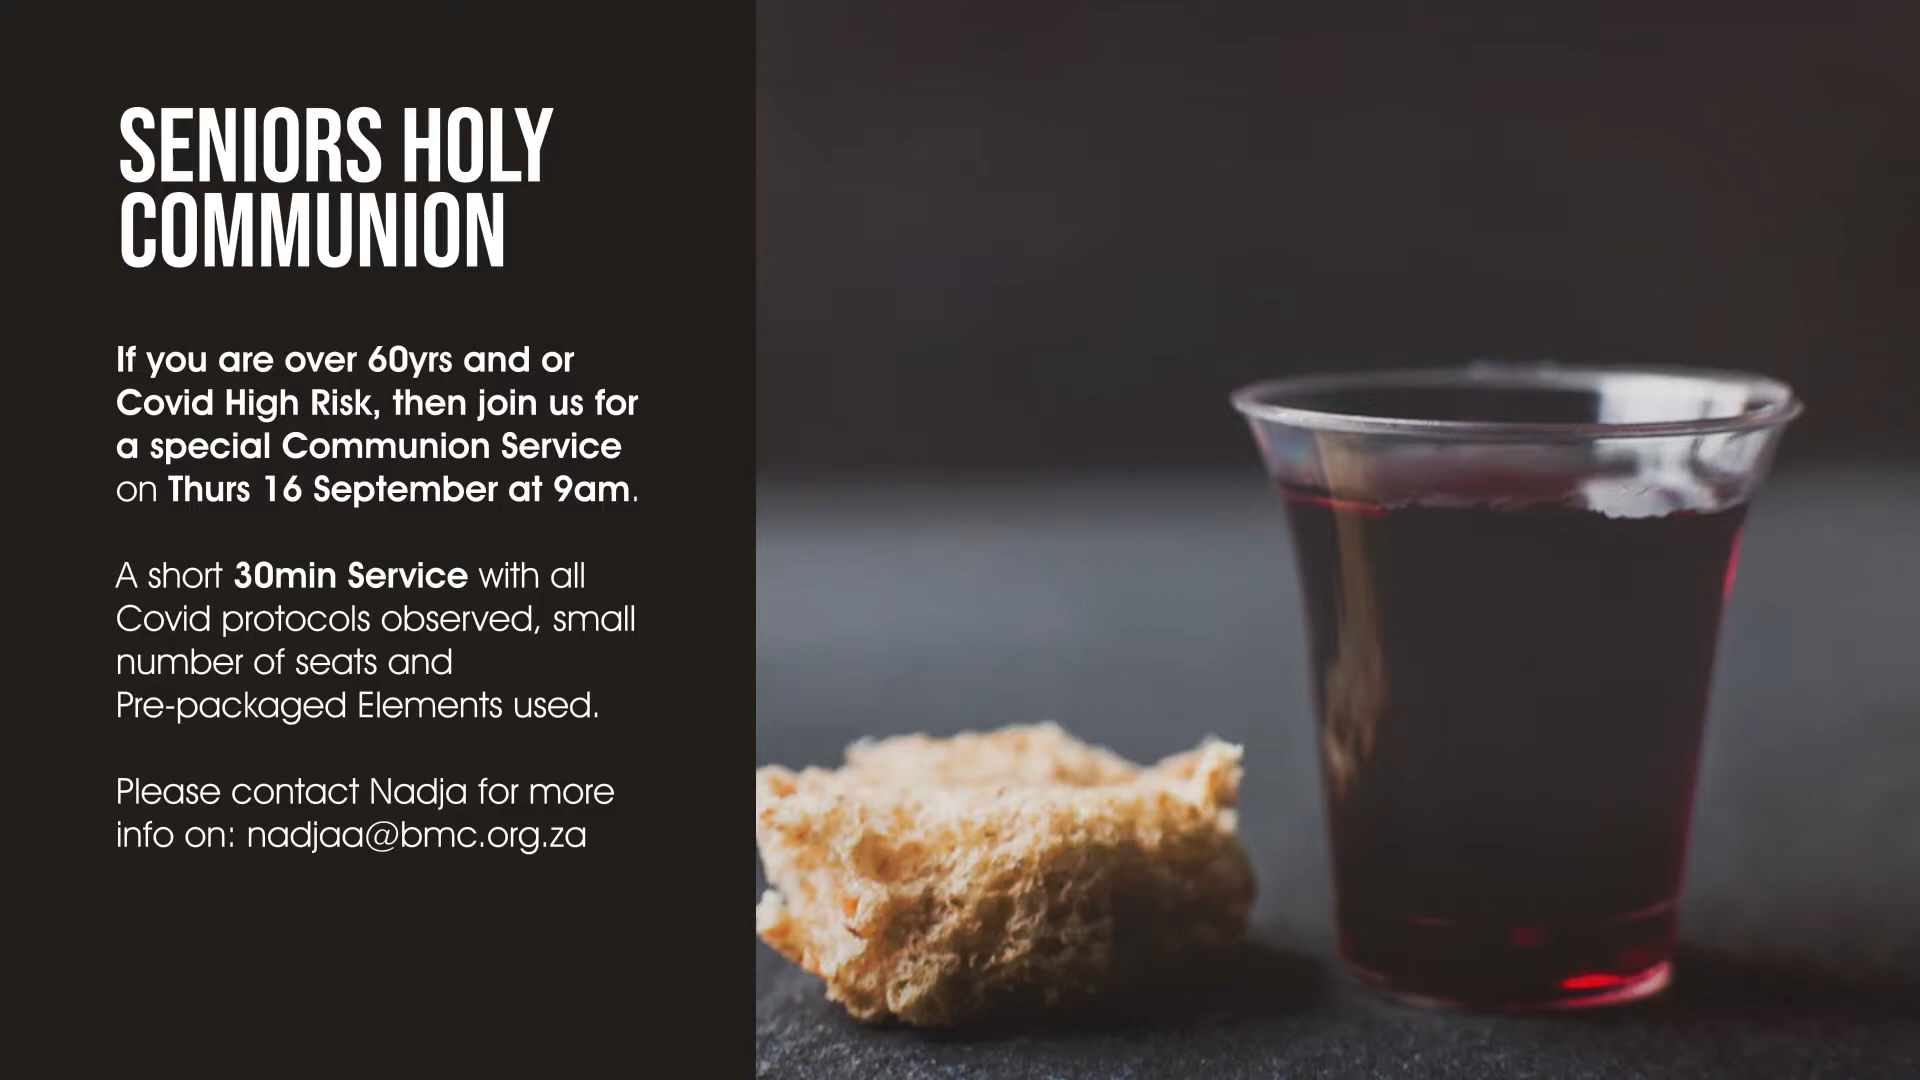 SENIORS HOLY
COMMUNION
If you are over 60yrs and or
Covid High Risk, then join us for
a special Communion Service
on Thurs 16 September at 9am.
A short 30min Service with all
Covid protocols observed, small
number of seats and
Pre-packaged Elements used.
Please contact Nadja for more
info on: nadjaa@bmc.org.za